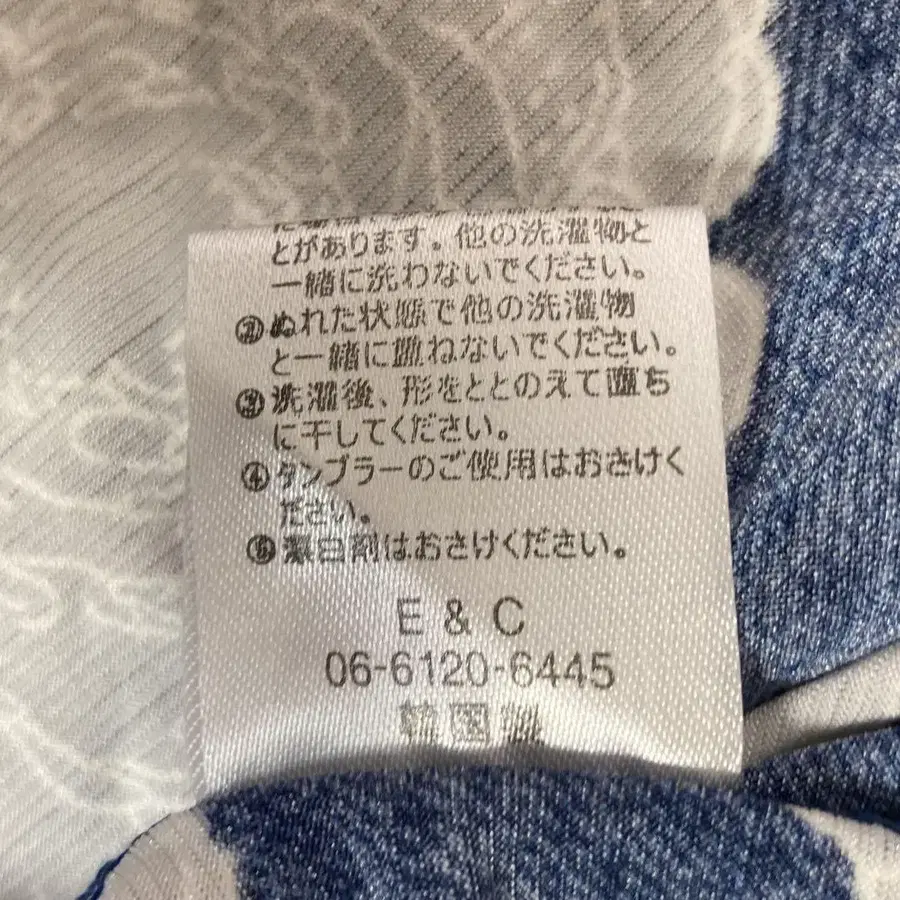 とがあります。他の洗濯物と
一緒に洗わないでください。
②ぬれた状態で他の洗濯物
と一緒に重ねないでください。
③洗濯後、形をととのえて直ち
に干してください。
④タンブラーのご使用はおさけく
ださい。
⑤漂白剤はおさけください。
E & C
06-6120-6445
韓国製